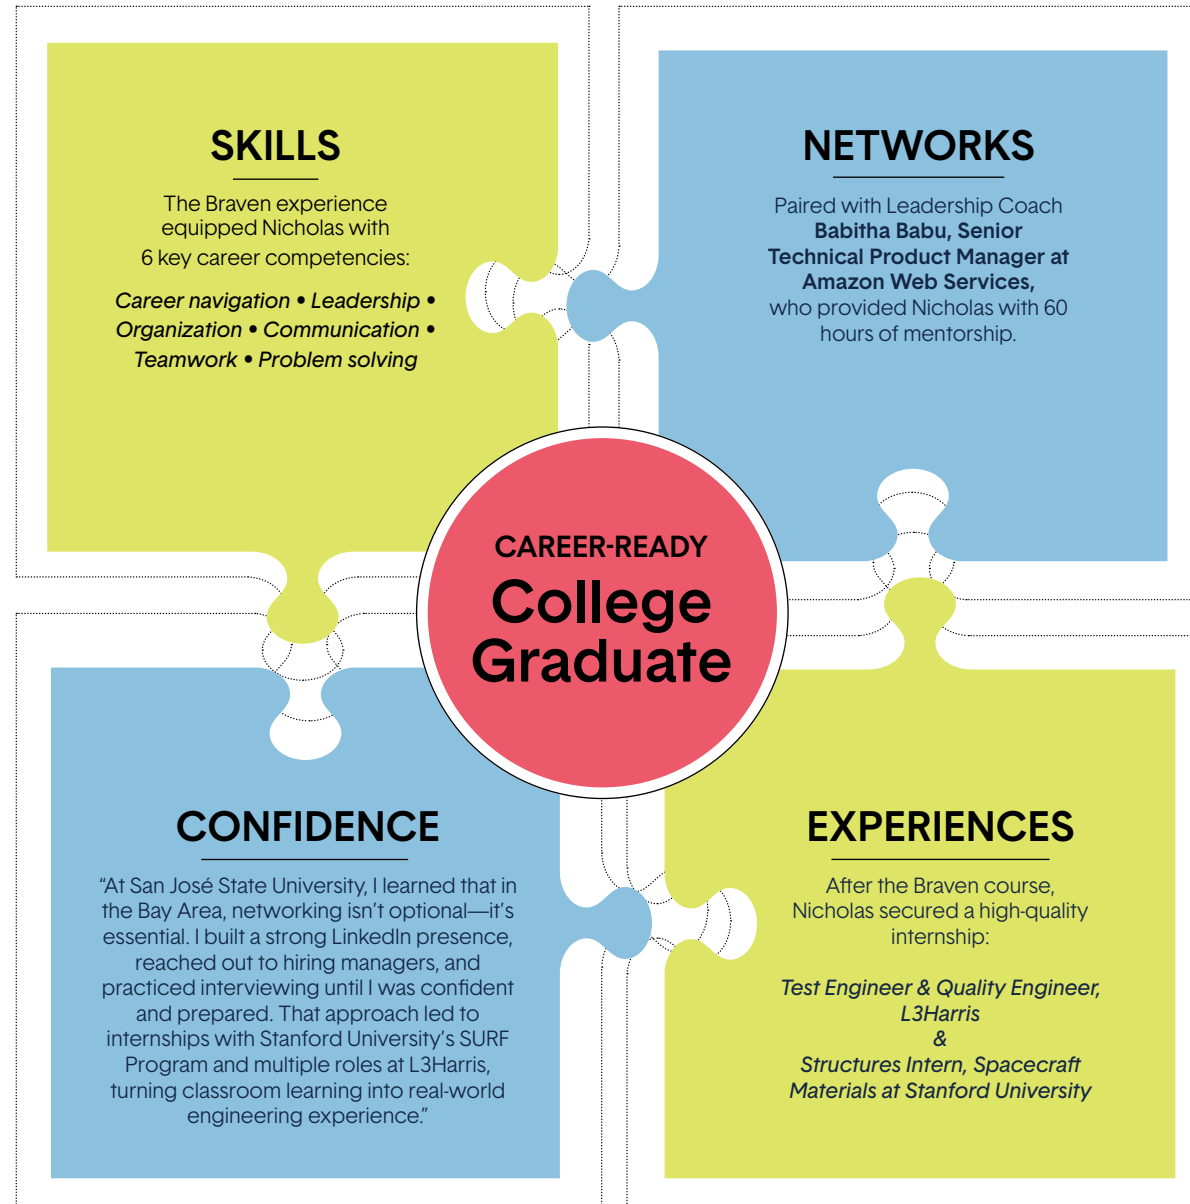 SKILLS
The Braven experience
equipped Nicholas with
6 key career competencies:
Career navigation • Leadership •
Organization • Communication •
Teamwork • Problem solving
NETWORKS
Paired with Leadership Coach
Babitha Babu, Senior
Technical Product Manager at
Amazon Web Services,
who provided Nicholas with 60
hours of mentorship.
CAREER-READY
College
Graduate
CONFIDENCE
“At San José State University, I learned that in
the Bay Area, networking isn’t optional—it’s
essential. I built a strong LinkedIn presence,
reached out to hiring managers, and
practiced interviewing until I was confident
and prepared. That approach led to
internships with Stanford University’s SURF
Program and multiple roles at L3Harris,
turning classroom learning into real-world
engineering experience.”
EXPERIENCES
After the Braven course,
Nicholas secured a high-quality
internship:
Test Engineer & Quality Engineer,
L3Harris
&
Structures Intern, Spacecraft
Materials at Stanford University